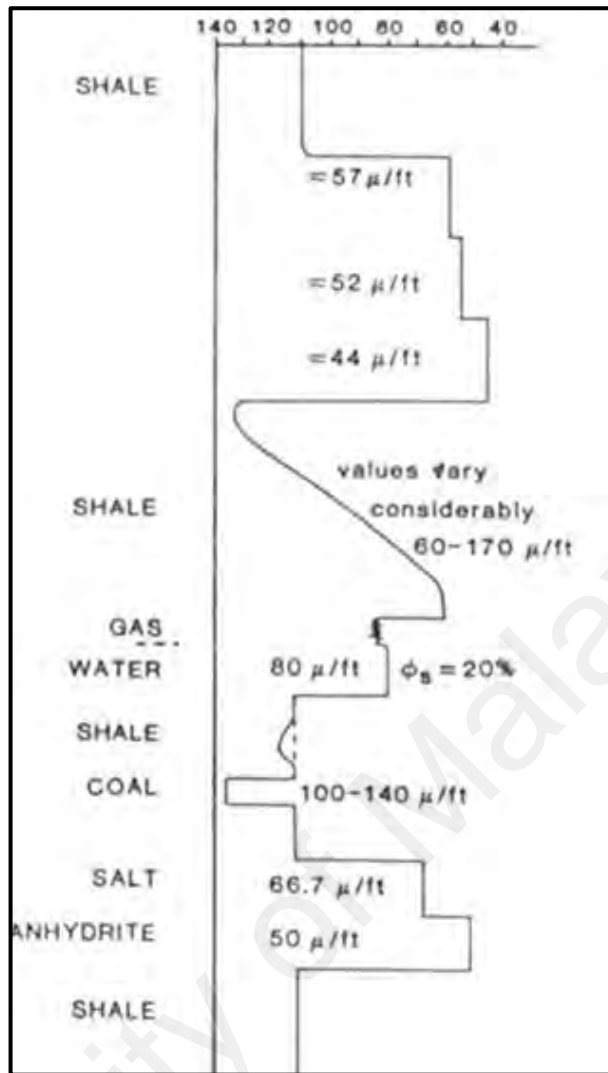 140 120 100 80 60 40
SHALE
=57 μ/ft
=52 μ/ft
=44 μ/ft
values vary
considerably
SHALE
60-170 μ/ft
GAS
WATER 80 μ/ft ϕs = 20%
SHALE
COAL 100-140 μ/ft
SALT 66.7 μ/ft
ANHYDRITE 50 μ/ft
SHALE